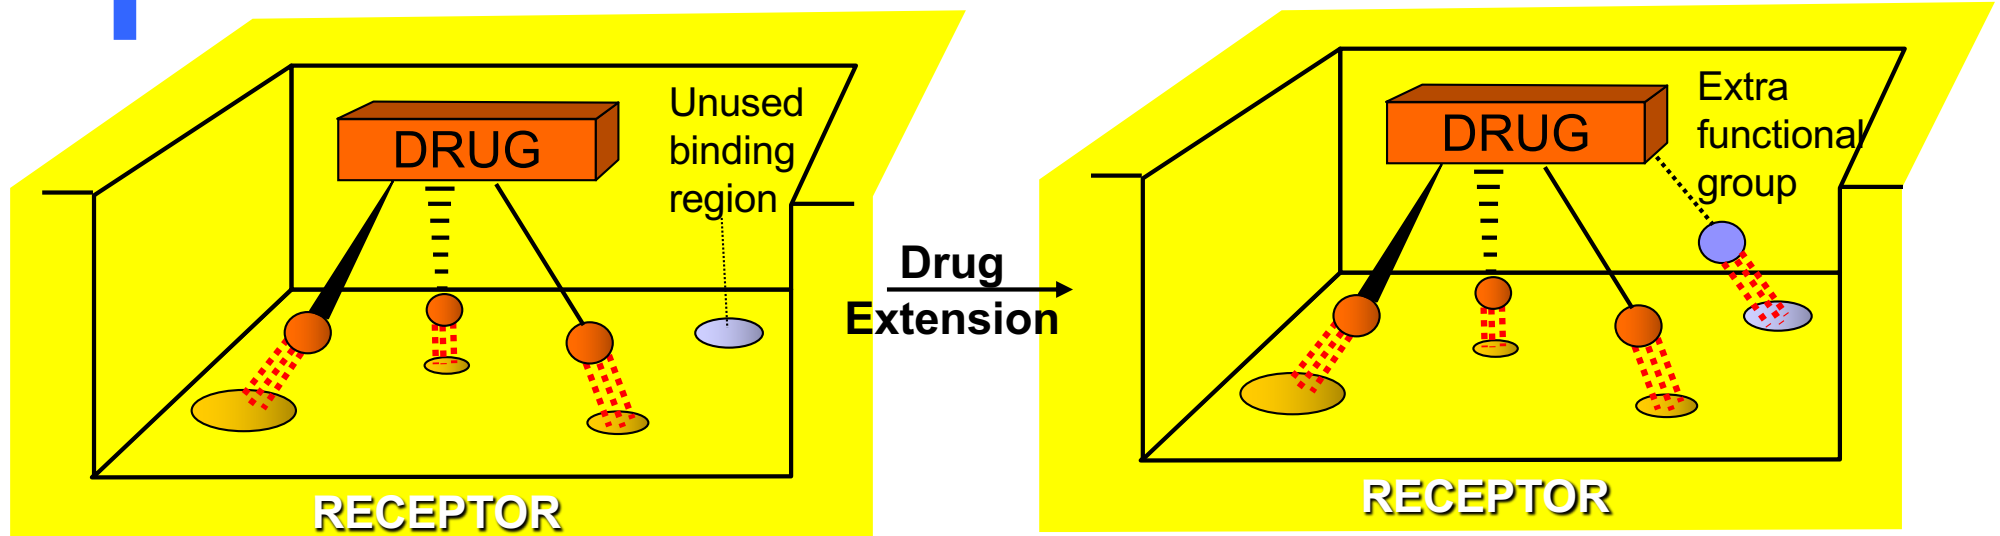 DRUG
Unused
binding
region
RECEPTOR
Drug
Extension
DRUG
Extra
functional
group
RECEPTOR